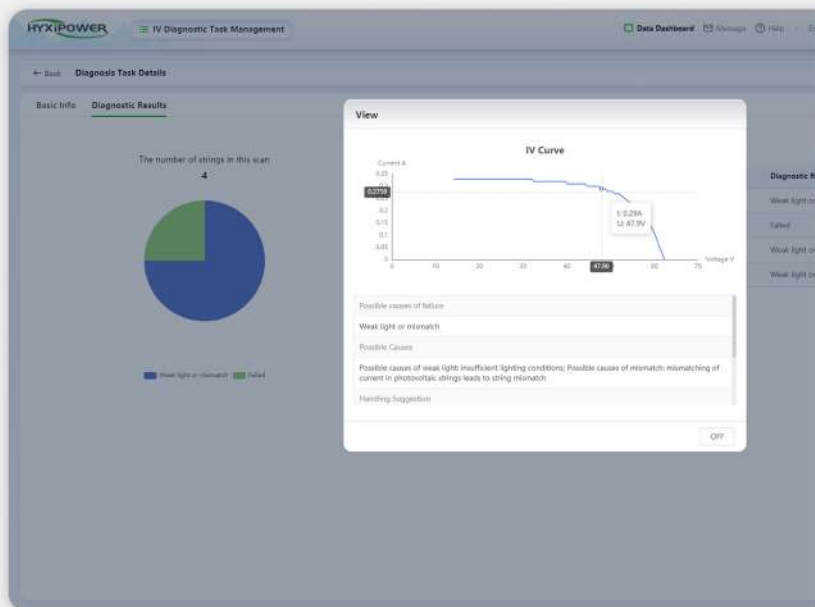 HYXIPOWER
IV Diagnostic Task Management
Data Dashboard Message Help
← Back Diagnosis Task Details
Basic Info Diagnostic Results
The number of strings in this scan
4
Weak light or mismatch Failed
View
IV Curve
Current A
0.35
0.3
0.2759
0.2
0.15
0.1
0.05
0
0 10 20 30 40 47.90 60 70
Voltage V
I: 0.29A
U: 47.9V
Possible causes of failure
Weak light or mismatch
Possible Causes
Possible causes of weak light: insufficient lighting conditions; Possible causes of mismatch: mismatching of
current in photovoltaic strings leads to string mismatch
Handling Suggestion
OFF
Diagnostic R
Weak light or
Failed
Weak light or
Weak light or